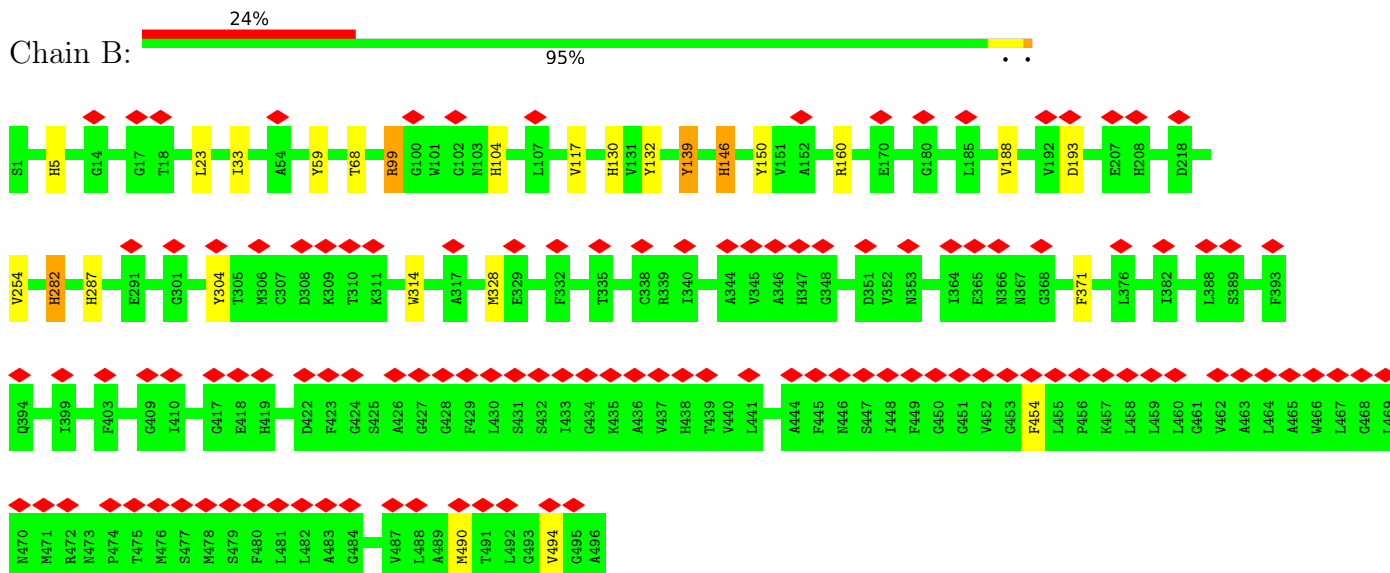 24%
Chain B:
95%
. .
S1 H5 G14 G17 T18 L23 I33 A54 Y59 T68 R99 G100 W101 G102 N103 H104 L107 V117 H130 V131 Y132 Y139 H146 Y150 V151 A152 R160 E170 G180 L185 V188 V192 D193 E207 H208 D218
V254 H282 H287 E291 G301 Y304 T305 M306 C307 D308 K309 T310 K311 W314 A317 M328 E329 F332 T335 C338 R339 I340 A344 V345 A346 H347 G348 D351 V352 N353 I364 E365 N366 N367 G368 F371 L376 I382 L388 S389 F393
Q394 I399 F403 G409 I410 G417 E418 H419 D422 F423 G424 S425 A426 G427 G428 F429 L430 S431 S432 I433 G434 K435 A436 V437 H438 T439 V440 L441 A444 F445 N446 S447 I448 F449 G450 G451 V452 G453 F454 L455 P456 K457 L458 L459 L460 G461 V462 A463 L464 A465 W466 L467 G468 L469
N470 M471 R472 N473 P474 T475 M476 S477 M478 S479 F480 L481 L482 A483 G484 V487 L488 A489 M490 T491 L492 G493 V494 G495 A496